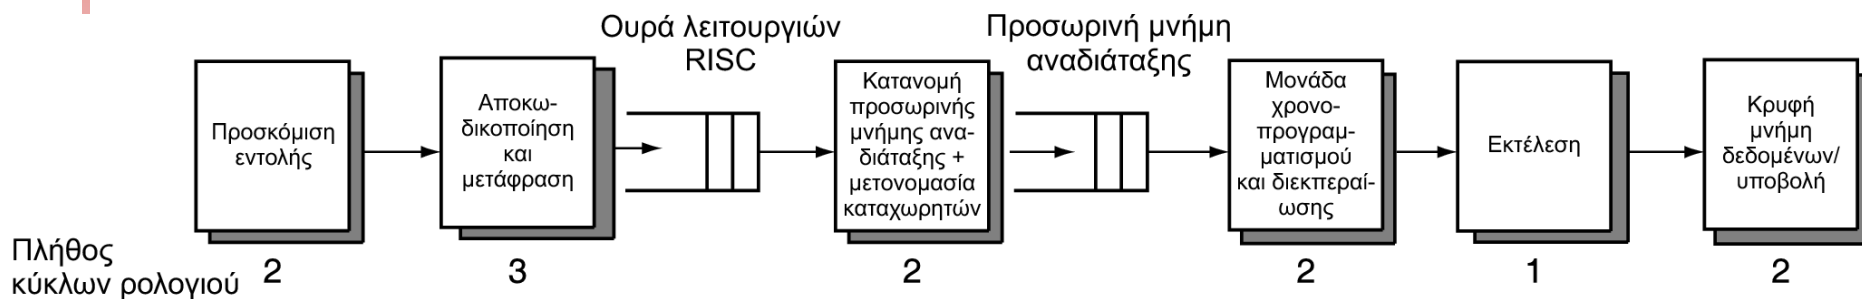 Ουρά λειτουργιών
RISC
Προσωρινή μνήμη
αναδιάταξης
Προσκόμιση
εντολής
Αποκω-
δικοποίηση
και
μετάφραση
Κατανομή
προσωρινής
μνήμης ανα-
διάταξης +
μετονομασία
καταχωρητών
Μονάδα
χρονο-
προγραμ-
ματισμού
και διεκπεραί-
ωσης
Εκτέλεση
Κρυφή
μνήμη
δεδομένων/
υποβολή
Πλήθος
κύκλων ρολογιού
2
3
2
2
1
2